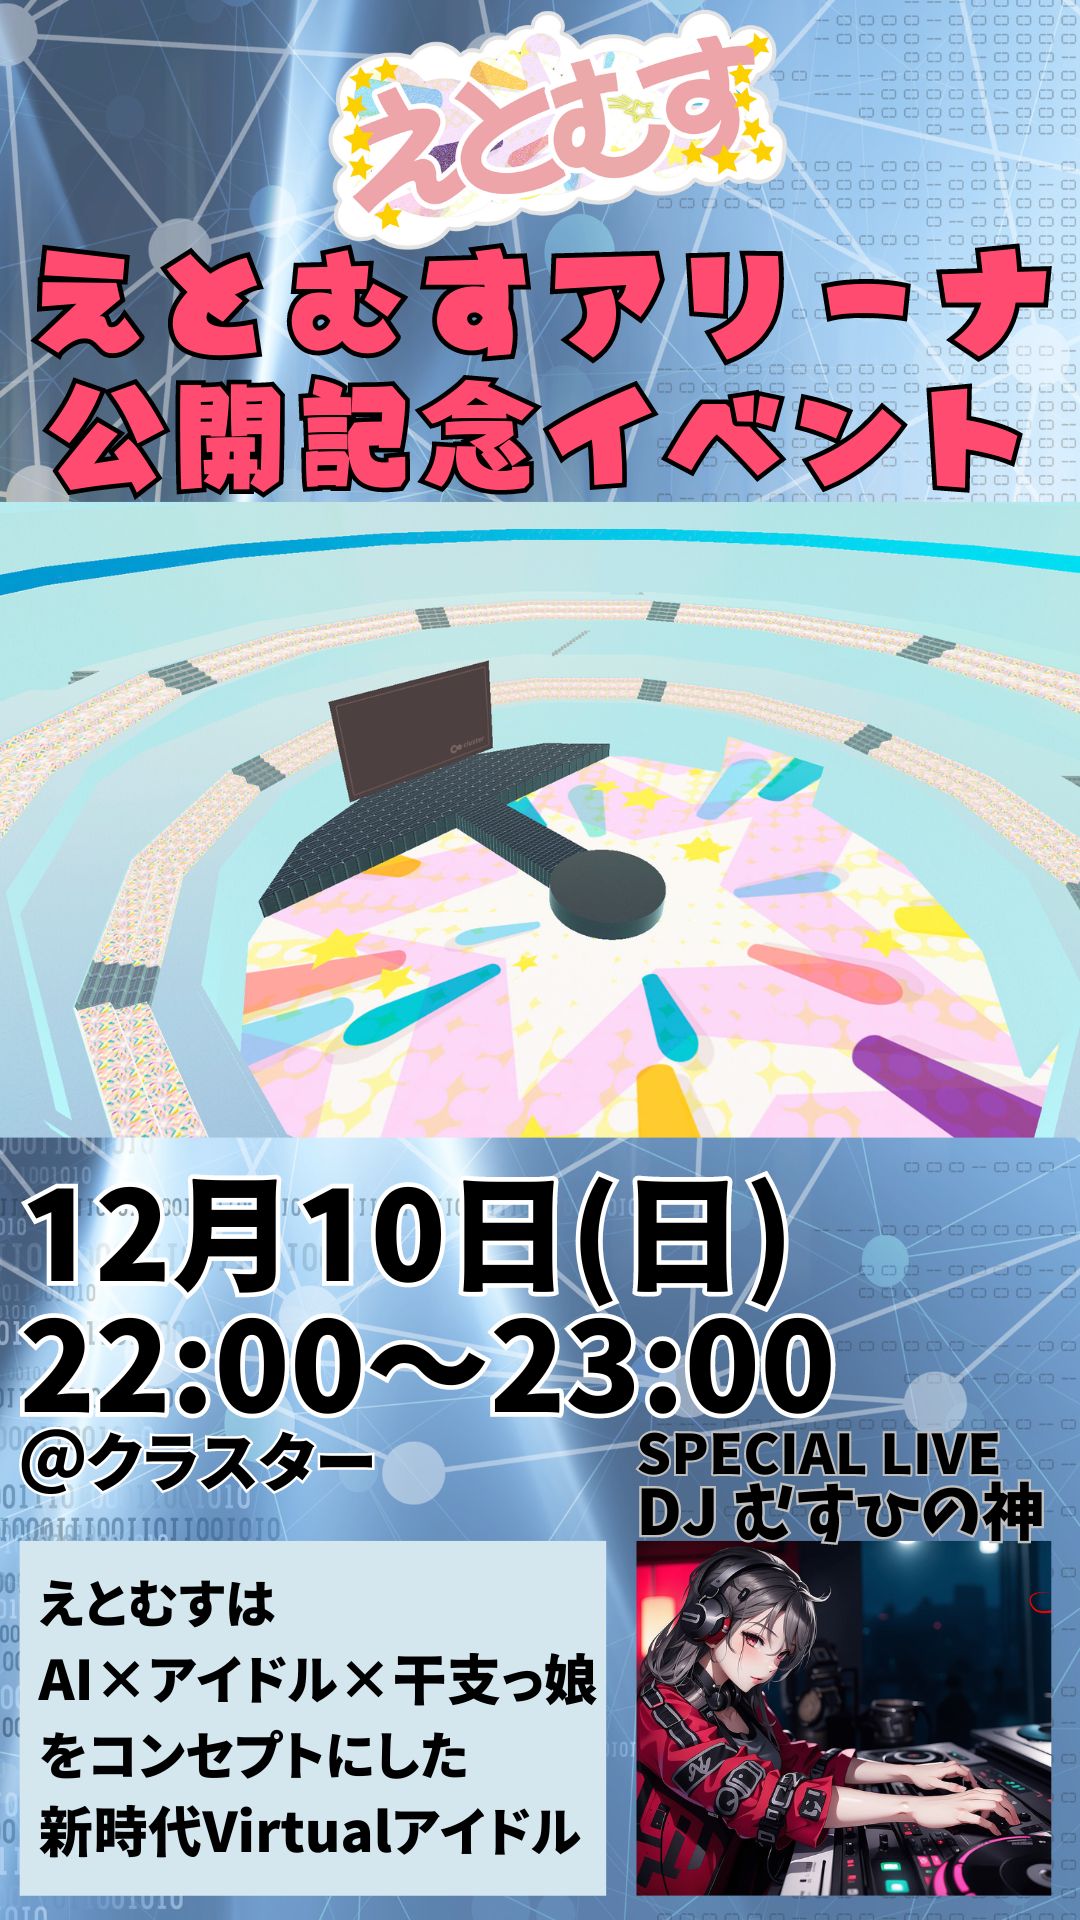 えとむす
えとむすアリーナ
公開記念イベント
cluster
12月10日(日)
22:00〜23:00
@クラスター
SPECIAL LIVE
DJ むすひの神
えとむすは
AI×アイドル×干支っ娘
をコンセプトにした
新時代Virtualアイドル